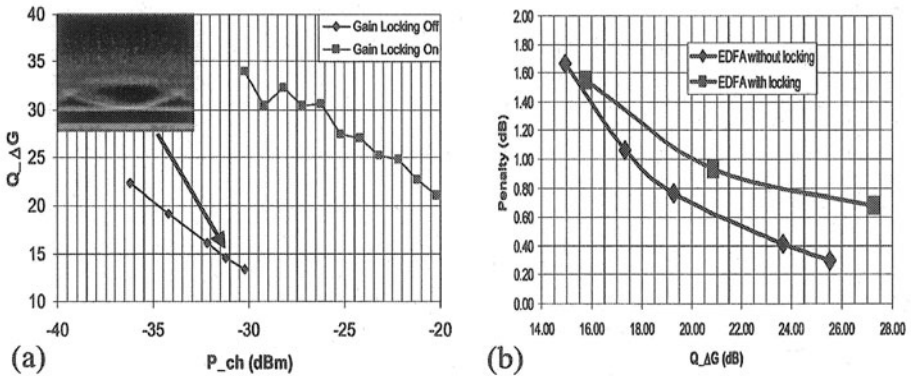 40
35
30
25
20
15
10
Q_ΔG
-40 -35 -30 -25 -20
P_ch (dBm)
Gain Locking Off
Gain Locking On
(a)
1.80
1.60
1.40
1.20
1.00
0.80
0.60
0.40
0.20
0.00
Penalty (dB)
14.00 16.00 18.00 20.00 22.00 24.00 26.00 28.00
Q_ΔG (dB)
EDFA without locking
EDFA with locking
(b)